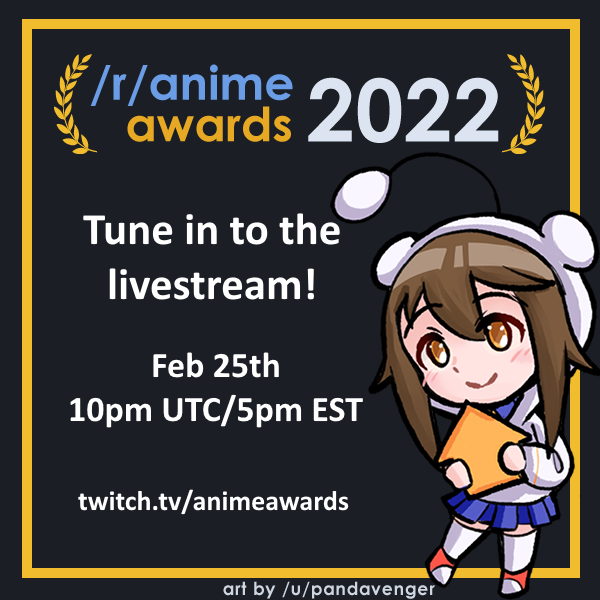 /r/anime
awards 2022
Tune in to the
livestream!
Feb 25th
10pm UTC/5pm EST
twitch.tv/animeawards
art by /u/pandavenger